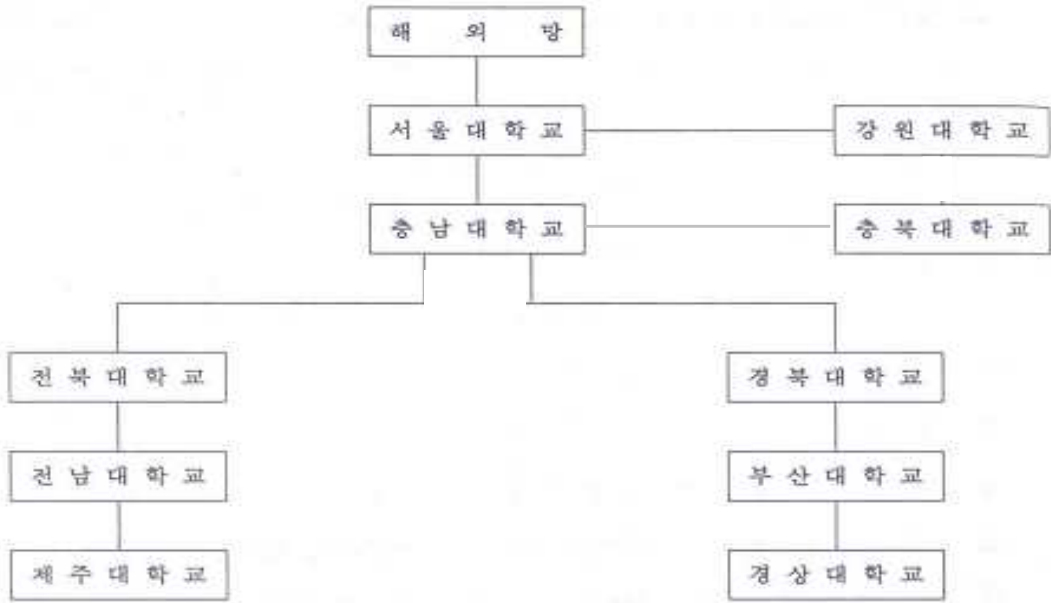 해 외 망
서 울 대 학 교
강 원 대 학 교
충 남 대 학 교
충 북 대 학 교
전 북 대 학 교
경 북 대 학 교
전 남 대 학 교
부 산 대 학 교
제 주 대 학 교
경 상 대 학 교